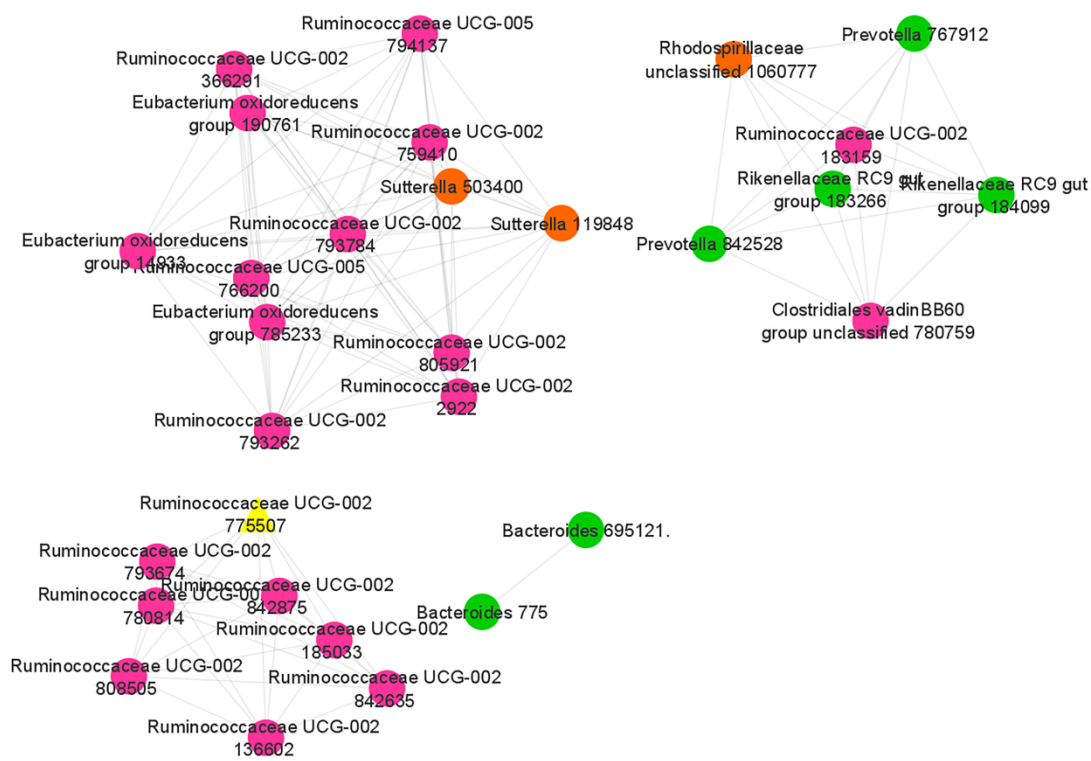 Ruminococcaceae UCG-005
794137
Ruminococcaceae UCG-002
366291
Eubacterium oxidoreducens
group 190761
Ruminococcaceae UCG-002
759410
Sutterella 503400
Sutterella 119848
Ruminococcaceae UCG-002
793784
Eubacterium oxidoreducens
group 14933
Ruminococcaceae UCG-005
766200
Eubacterium oxidoreducens
group 785233
Ruminococcaceae UCG-002
805921
Ruminococcaceae UCG-002
2922
Ruminococcaceae UCG-002
793262
Prevotella 767912
Rhodospirillaceae
unclassified 1060777
Ruminococcaceae UCG-002
183159
Rikenellaceae RC9 gut
group 183266
Rikenellaceae RC9 gut
group 184099
Prevotella 842528
Clostridiales vadinBB60
group unclassified 780759
Ruminococcaceae UCG-002
775507
Ruminococcaceae UCG-002
793674
Ruminococcaceae UCG-002
842875
Ruminococcaceae
780814
Ruminococcaceae UCG-002
185033
Ruminococcaceae UCG-002
808505
Ruminococcaceae UCG-002
842635
Ruminococcaceae UCG-002
136602
Bacteroides 695121.
Bacteroides 775